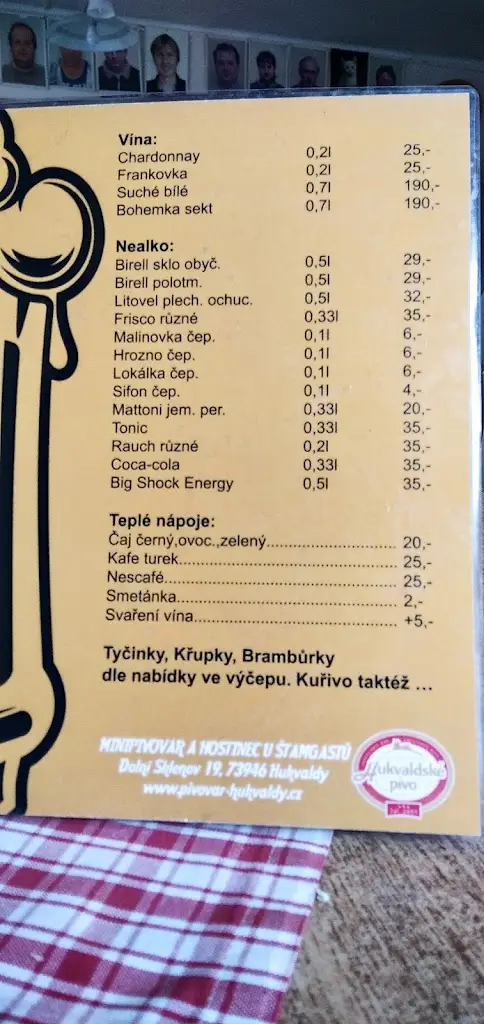 Vína:
Chardonnay 0,2l 25,-
Frankovka 0,2l 25,-
Suché bílé 0,7l 190,-
Bohemka sekt 0,7l 190,-
Nealko:
Birell sklo obyč. 0,5l 29,-
Birell polotm. 0,5l 29,-
Litovel plech. ochuc. 0,5l 32,-
Frisco různé 0,33l 35,-
Malinovka čep. 0,1l 6,-
Hrozno čep. 0,1l 6,-
Lokálka čep. 0,1l 6,-
Sifon čep. 0,1l 4,-
Mattoni jem. per. 0,33l 20,-
Tonic 0,33l 35,-
Rauch různé 0,2l 35,-
Coca-cola 0,33l 35,-
Big Shock Energy 0,5l 35,-
Teplé nápoje:
Čaj černý,ovoc.,zelený.............................. 20,-
Kafe turek.................................................. 25,-
Nescafé..................................................... 25,-
Smetánka................................................... 2,-
Svaření vína............................................... +5,-
Tyčinky, Křupky, Brambůrky
dle nabídky ve výčepu. Kuřivo taktéž ...
MINIPIVOVAR A HOSTINEC U ŠTAMGASTŮ
Dolní Sklenov 19, 73946 Hukvaldy
www.pivovar-hukvaldy.cz
Hukvaldské
pivo